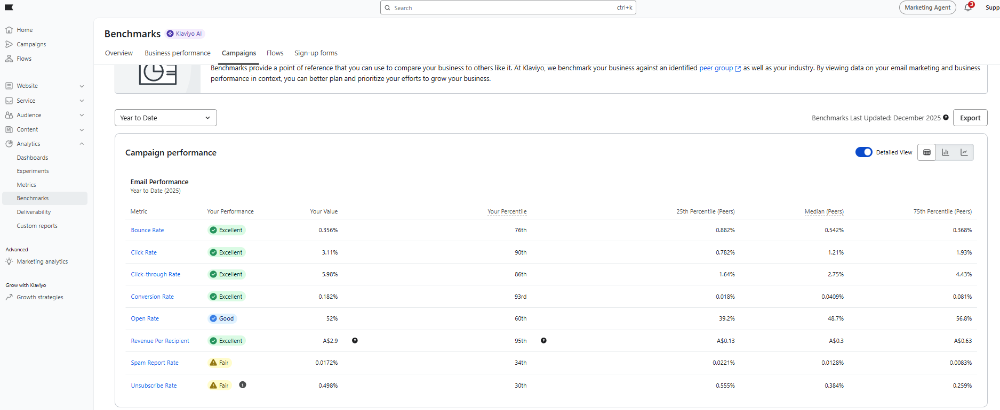 Search
ctrl+k
Marketing Agent
3
Supp
Home
Campaigns
Flows
Website
Service
Audience
Content
Analytics
Dashboards
Experiments
Metrics
Benchmarks
Deliverability
Custom reports
Advanced
Marketing analytics
Grow with Klaviyo
Growth strategies
Benchmarks Klaviyo AI
Overview Business performance Campaigns Flows Sign-up forms
Benchmarks provide a point of reference that you can use to compare your business to others like it. At Klaviyo, we benchmark your business against an identified peer group as well as your industry. By viewing data on your email marketing and business
performance in context, you can better plan and prioritize your efforts to grow your business.
Year to Date
Benchmarks Last Updated: December 2025 ? Export
Campaign performance
Detailed View
Email Performance
Year to Date (2025)
Metric Your Performance Your Value Your Percentile 25th Percentile (Peers) Median (Peers) 75th Percentile (Peers)
Bounce Rate Excellent 0.356% 76th 0.882% 0.542% 0.368%
Click Rate Excellent 3.11% 90th 0.782% 1.21% 1.93%
Click-through Rate Excellent 5.98% 86th 1.64% 2.75% 4.43%
Conversion Rate Excellent 0.182% 93rd 0.018% 0.0409% 0.081%
Open Rate Good 52% 60th 39.2% 48.7% 56.8%
Revenue Per Recipient Excellent A$2.9 ? 95th ? A$0.13 A$0.3 A$0.63
Spam Report Rate Fair 0.0172% 34th 0.0221% 0.0128% 0.0083%
Unsubscribe Rate Fair i 0.498% 30th 0.555% 0.384% 0.259%